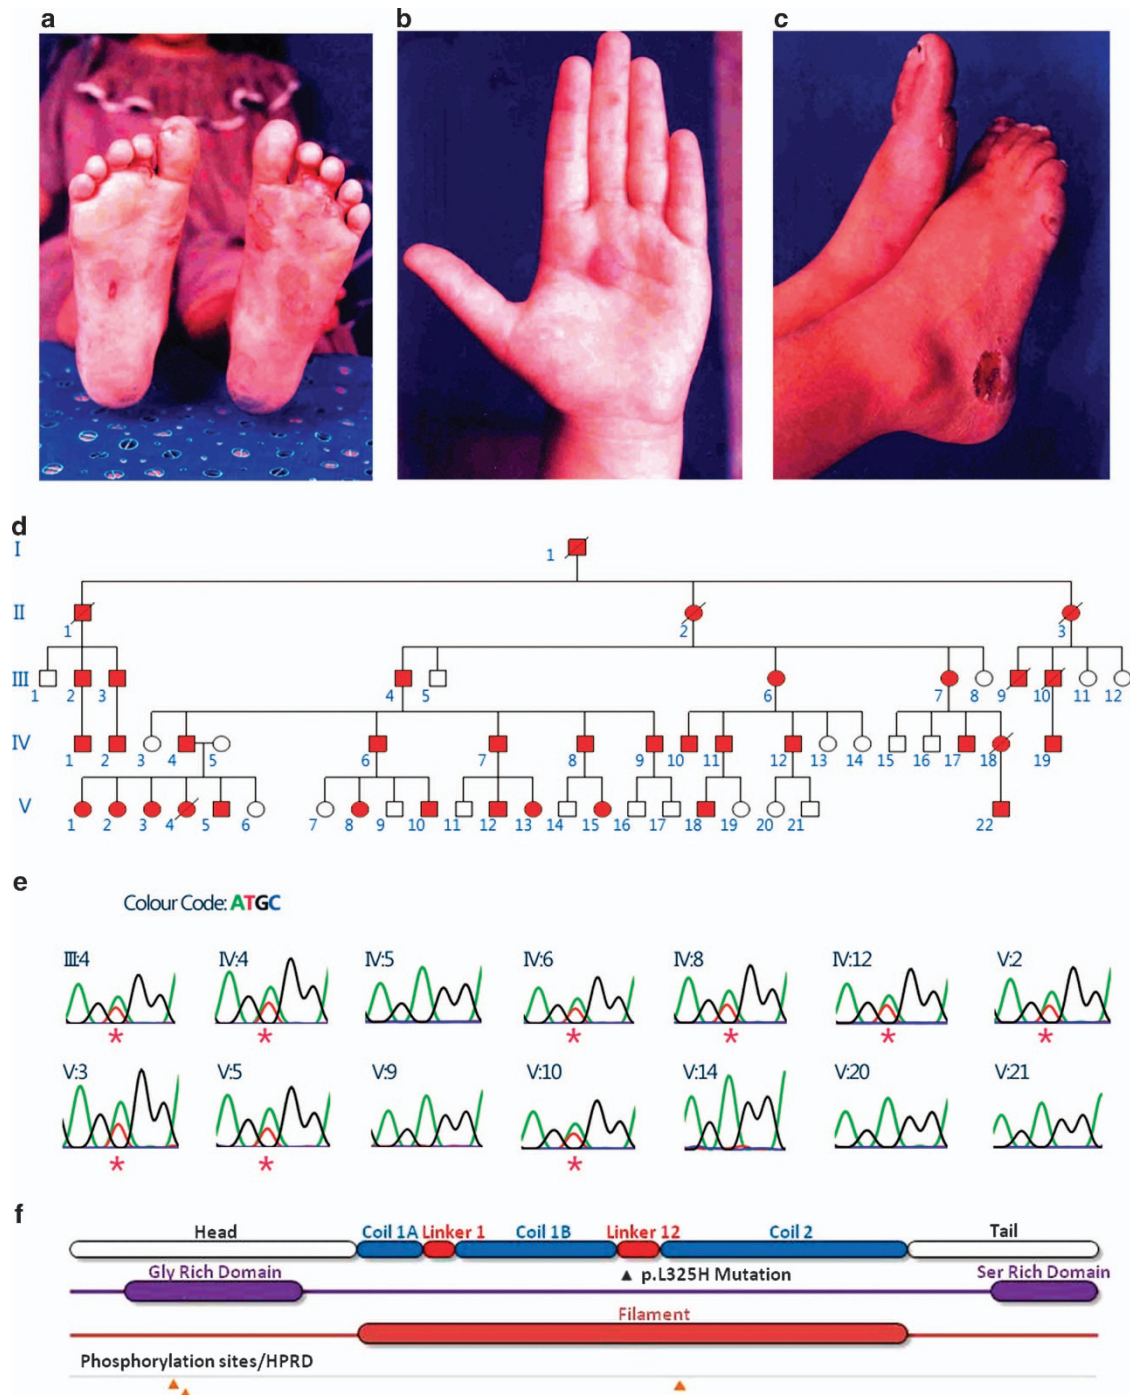 a b c
d
I 1
II 1 2 3
III 1 2 3 4 5 6 7 8 9 10 11 12
IV 1 2 3 4 5 6 7 8 9 10 11 12 13 14 15 16 17 18 19
V 1 2 3 4 5 6 7 8 9 10 11 12 13 14 15 16 17 18 19 20 21 22
e
Colour Code: ATGC
III:4 IV:4 IV:5 IV:6 IV:8 IV:12 V:2
* * * * * *
V:3 V:5 V:9 V:10 V:14 V:20 V:21
* * *
f
Head Coil 1A Linker 1 Coil 1B Linker 12 Coil 2 Tail
Gly Rich Domain ▲ p.L325H Mutation Ser Rich Domain
Filament
Phosphorylation sites/HPRD